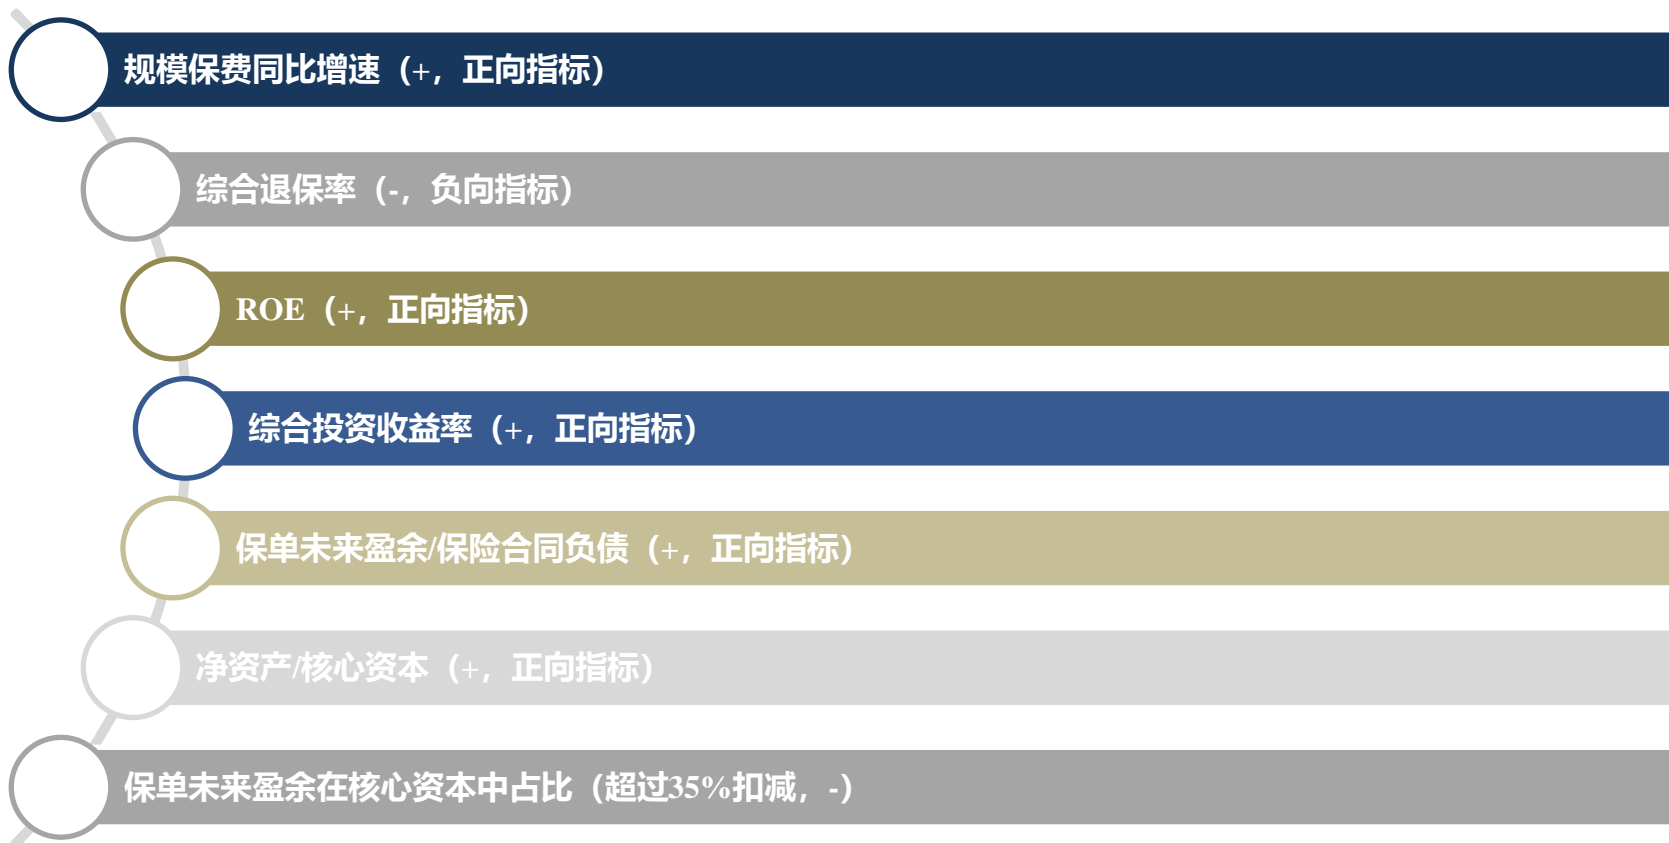 规模保费同比增速（+，正向指标）
综合退保率（-，负向指标）
ROE（+，正向指标）
综合投资收益率（+，正向指标）
保单未来盈余/保险合同负债（+，正向指标）
净资产/核心资本（+，正向指标）
保单未来盈余在核心资本中占比（超过35%扣减，-）